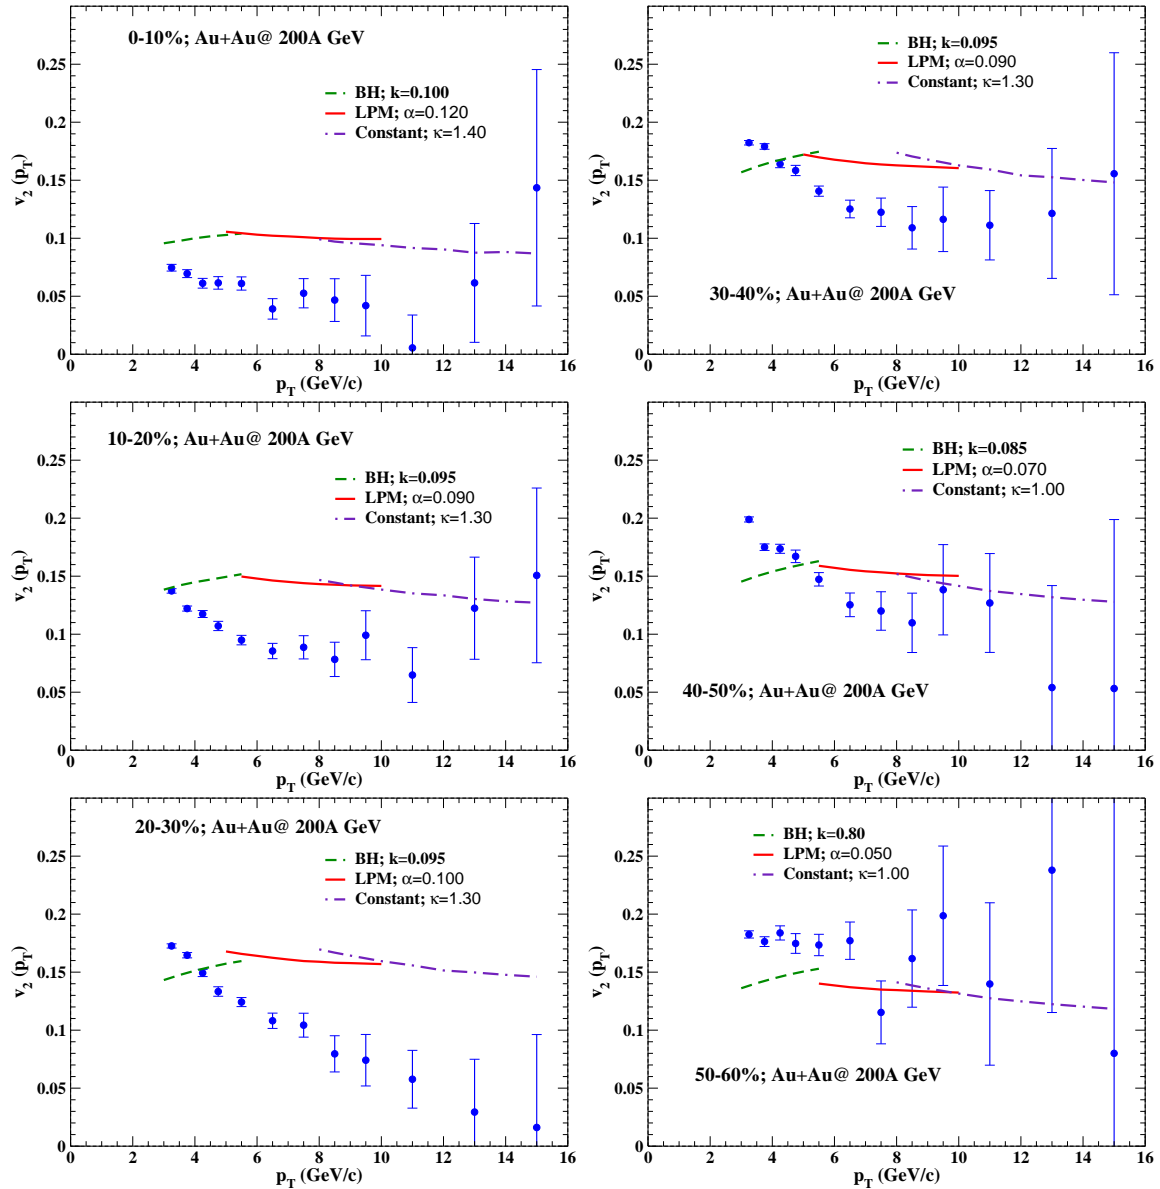 0-10%; Au+Au@ 200A GeV
BH; k=0.100
LPM; α=0.120
Constant; κ=1.40
v2 (pT)
0.25
0.2
0.15
0.1
0.05
0
0 2 4 6 8 10 12 14 16
pT (GeV/c)
BH; k=0.095
LPM; α=0.090
Constant; κ=1.30
30-40%; Au+Au@ 200A GeV
0.25
0.2
0.15
0.1
0.05
0
0 2 4 6 8 10 12 14 16
pT (GeV/c)
10-20%; Au+Au@ 200A GeV
BH; k=0.095
LPM; α=0.090
Constant; κ=1.30
v2 (pT)
0.25
0.2
0.15
0.1
0.05
0
0 2 4 6 8 10 12 14 16
pT (GeV/c)
BH; k=0.085
LPM; α=0.070
Constant; κ=1.00
40-50%; Au+Au@ 200A GeV
0.25
0.2
0.15
0.1
0.05
0
0 2 4 6 8 10 12 14 16
pT (GeV/c)
20-30%; Au+Au@ 200A GeV
BH; k=0.095
LPM; α=0.100
Constant; κ=1.30
v2 (pT)
0.25
0.2
0.15
0.1
0.05
0
0 2 4 6 8 10 12 14 16
pT (GeV/c)
BH; k=0.80
LPM; α=0.050
Constant; κ=1.00
50-60%; Au+Au@ 200A GeV
0.25
0.2
0.15
0.1
0.05
0
0 2 4 6 8 10 12 14 16
pT (GeV/c)